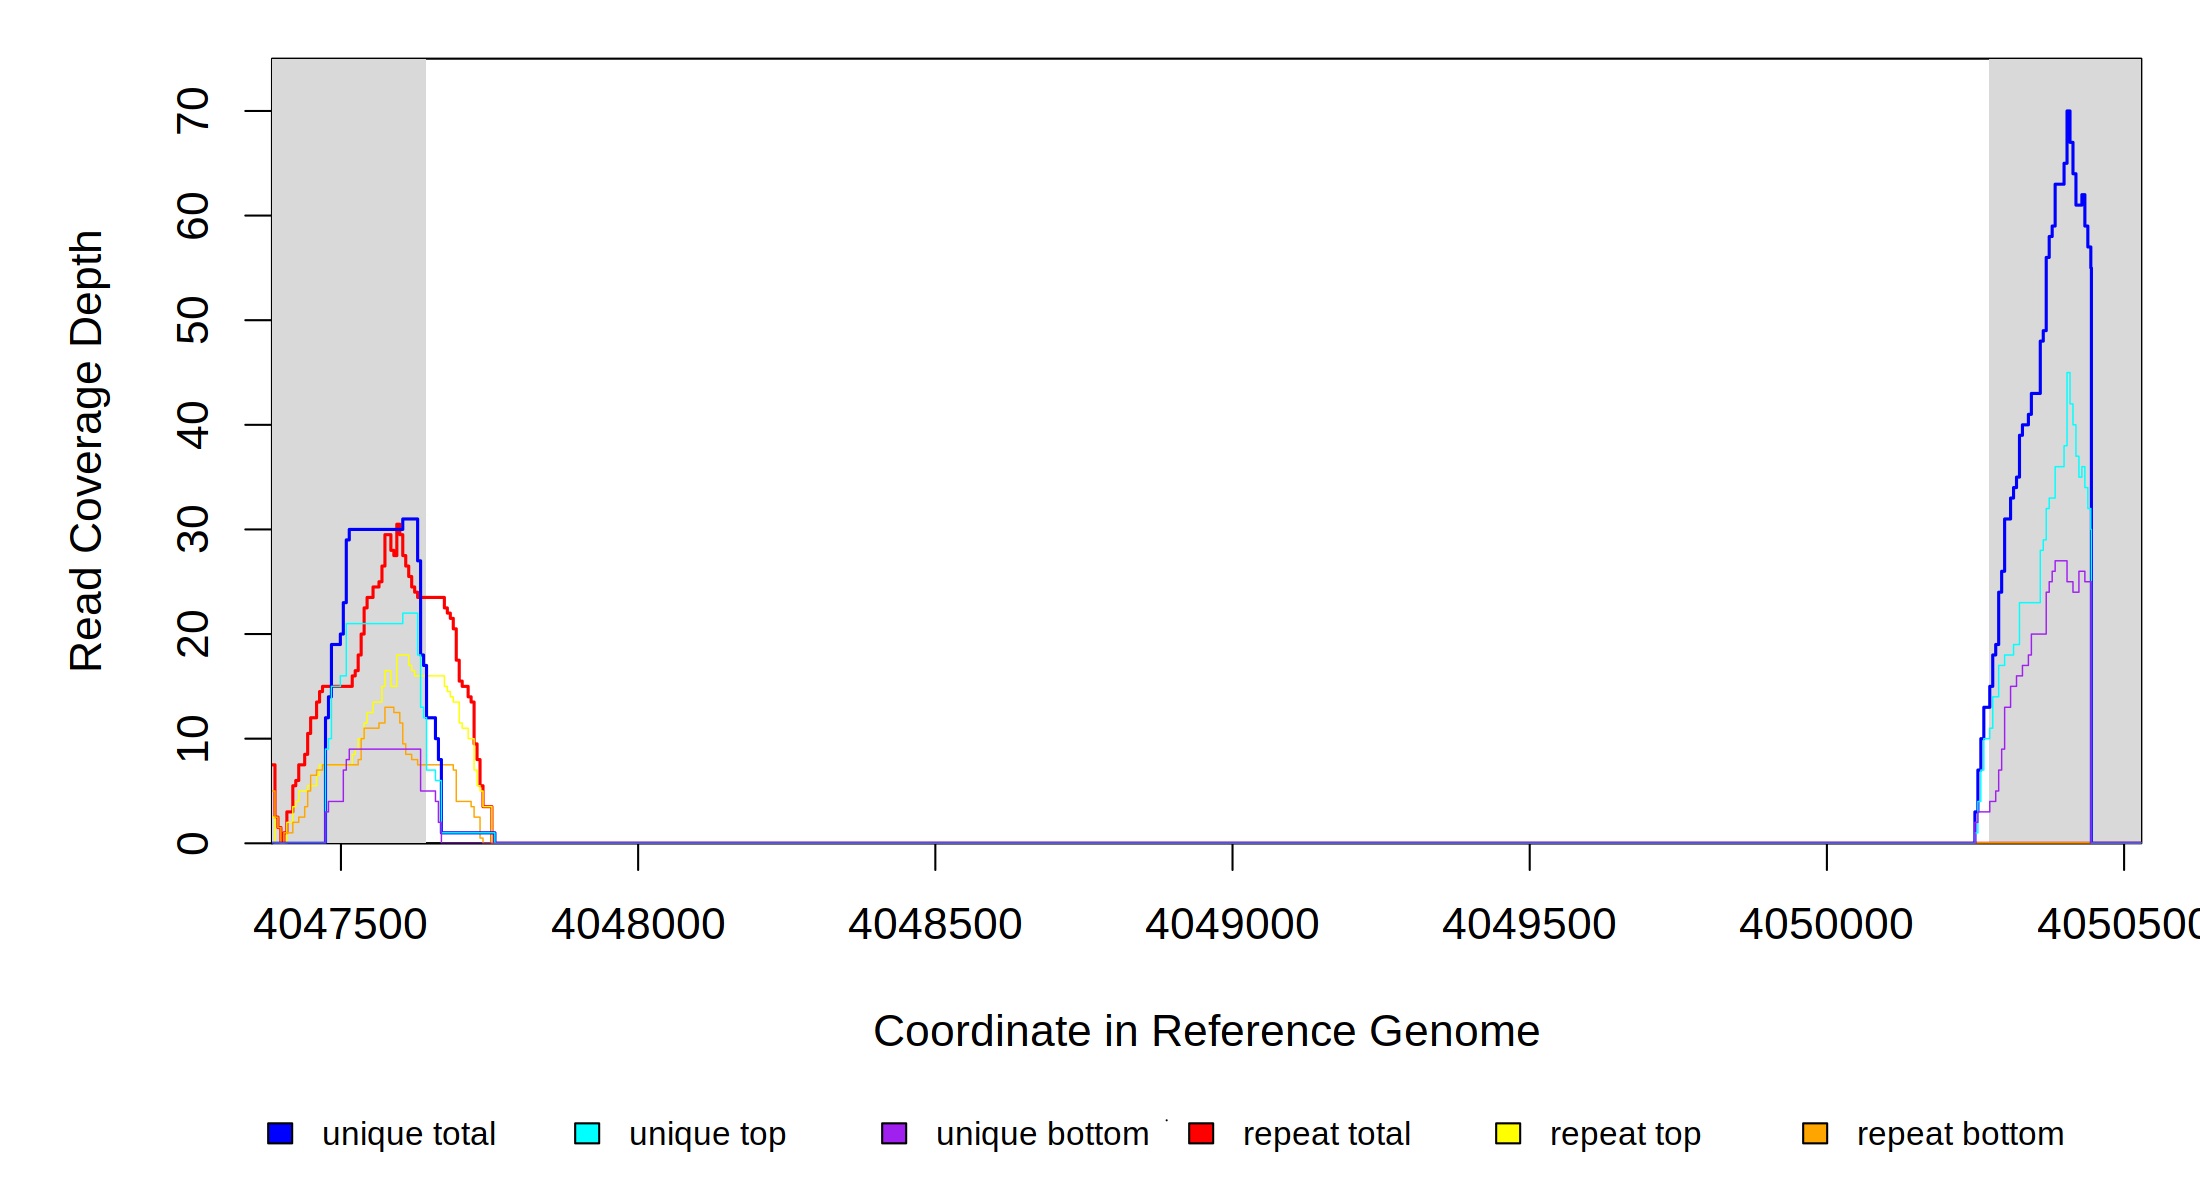 Read Coverage Depth
70
60
50
40
30
20
10
0
4047500 4048000 4048500 4049000 4049500 4050000 405050
Coordinate in Reference Genome
unique total unique top unique bottom repeat total repeat top repeat bottom